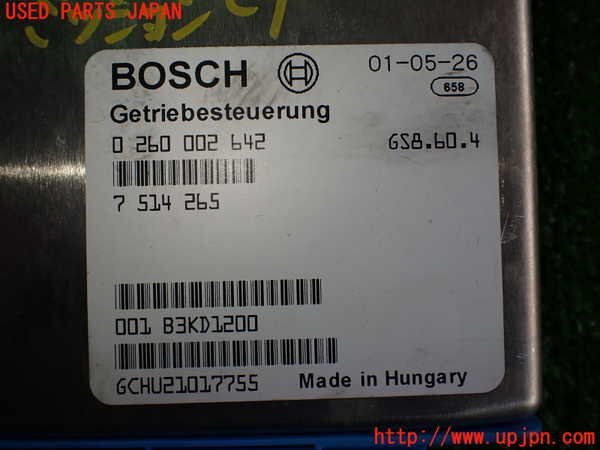 USED PARTS JAPAN
BOSCH
01-05-26
658
Getriebesteuerung
0 260 002 642 GS8.60.4
7 514 265
001 B3KD1200
GCHU21017755 Made in Hungary
http://www.upjpn.com/